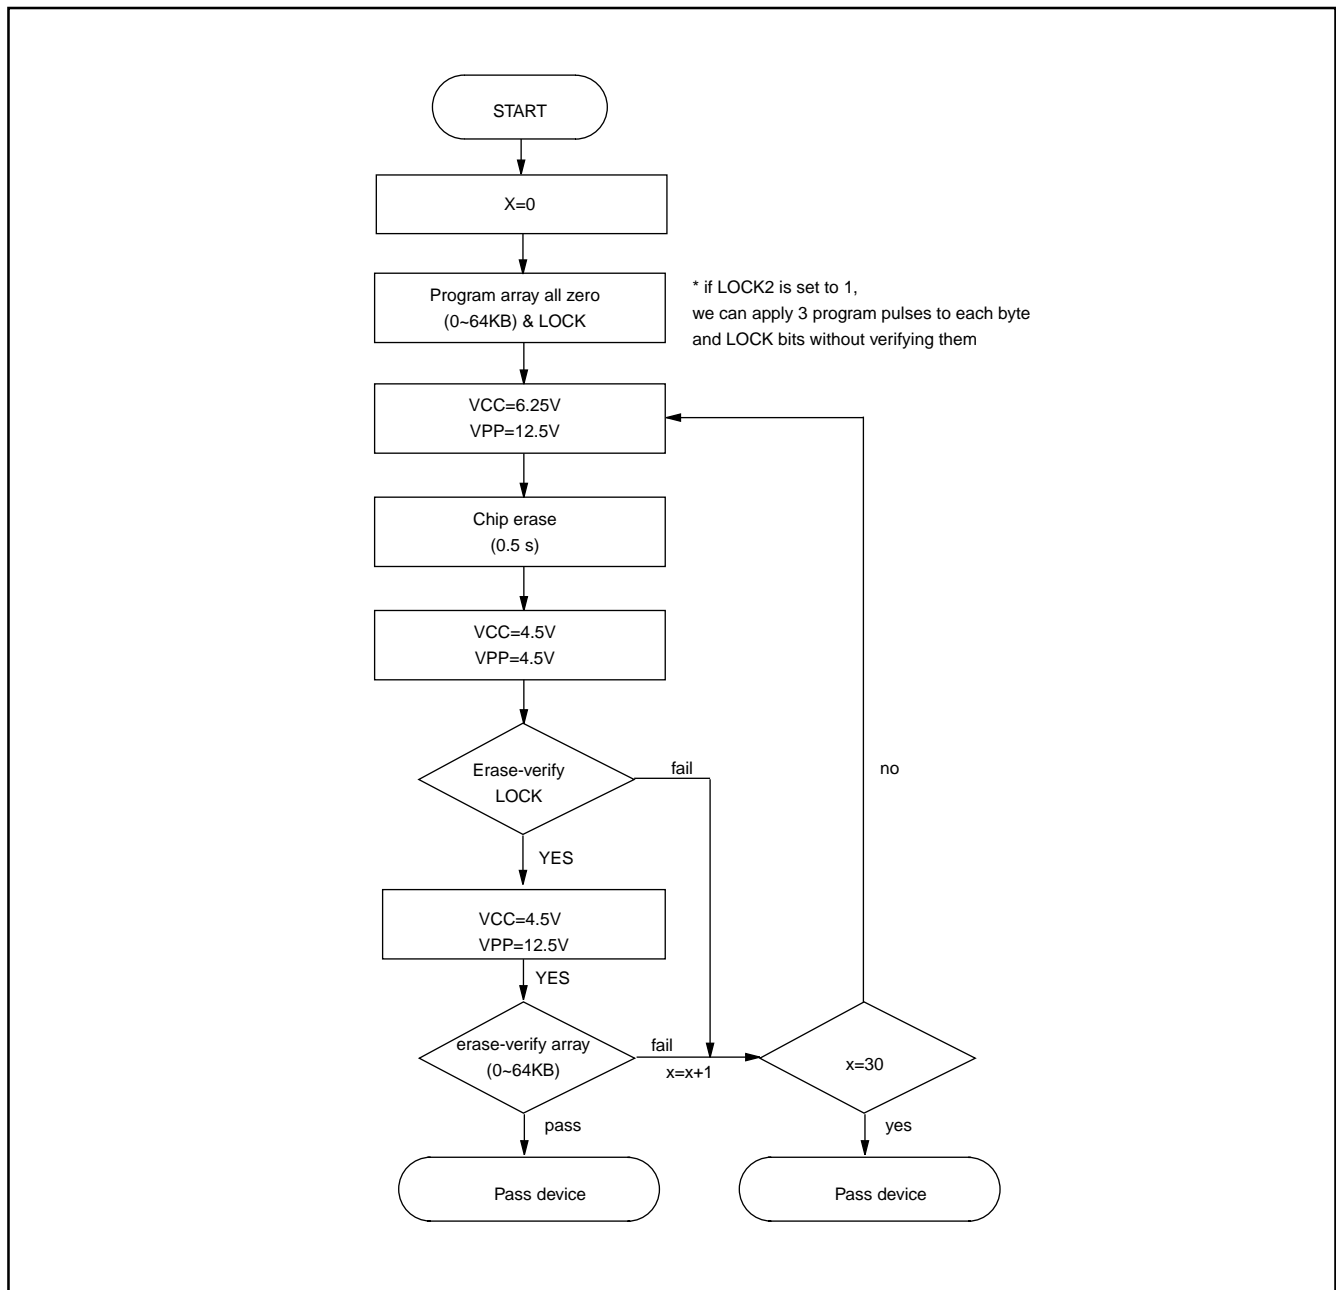 START
X=0
Program array all zero
(0~64KB) & LOCK
* if LOCK2 is set to 1,
we can apply 3 program pulses to each byte
and LOCK bits without verifying them
VCC=6.25V
VPP=12.5V
Chip erase
(0.5 s)
VCC=4.5V
VPP=4.5V
Erase-verify
LOCK
fail
no
YES
VCC=4.5V
VPP=12.5V
YES
erase-verify array
(0~64KB)
fail
x=x+1
x=30
pass
yes
Pass device
Pass device